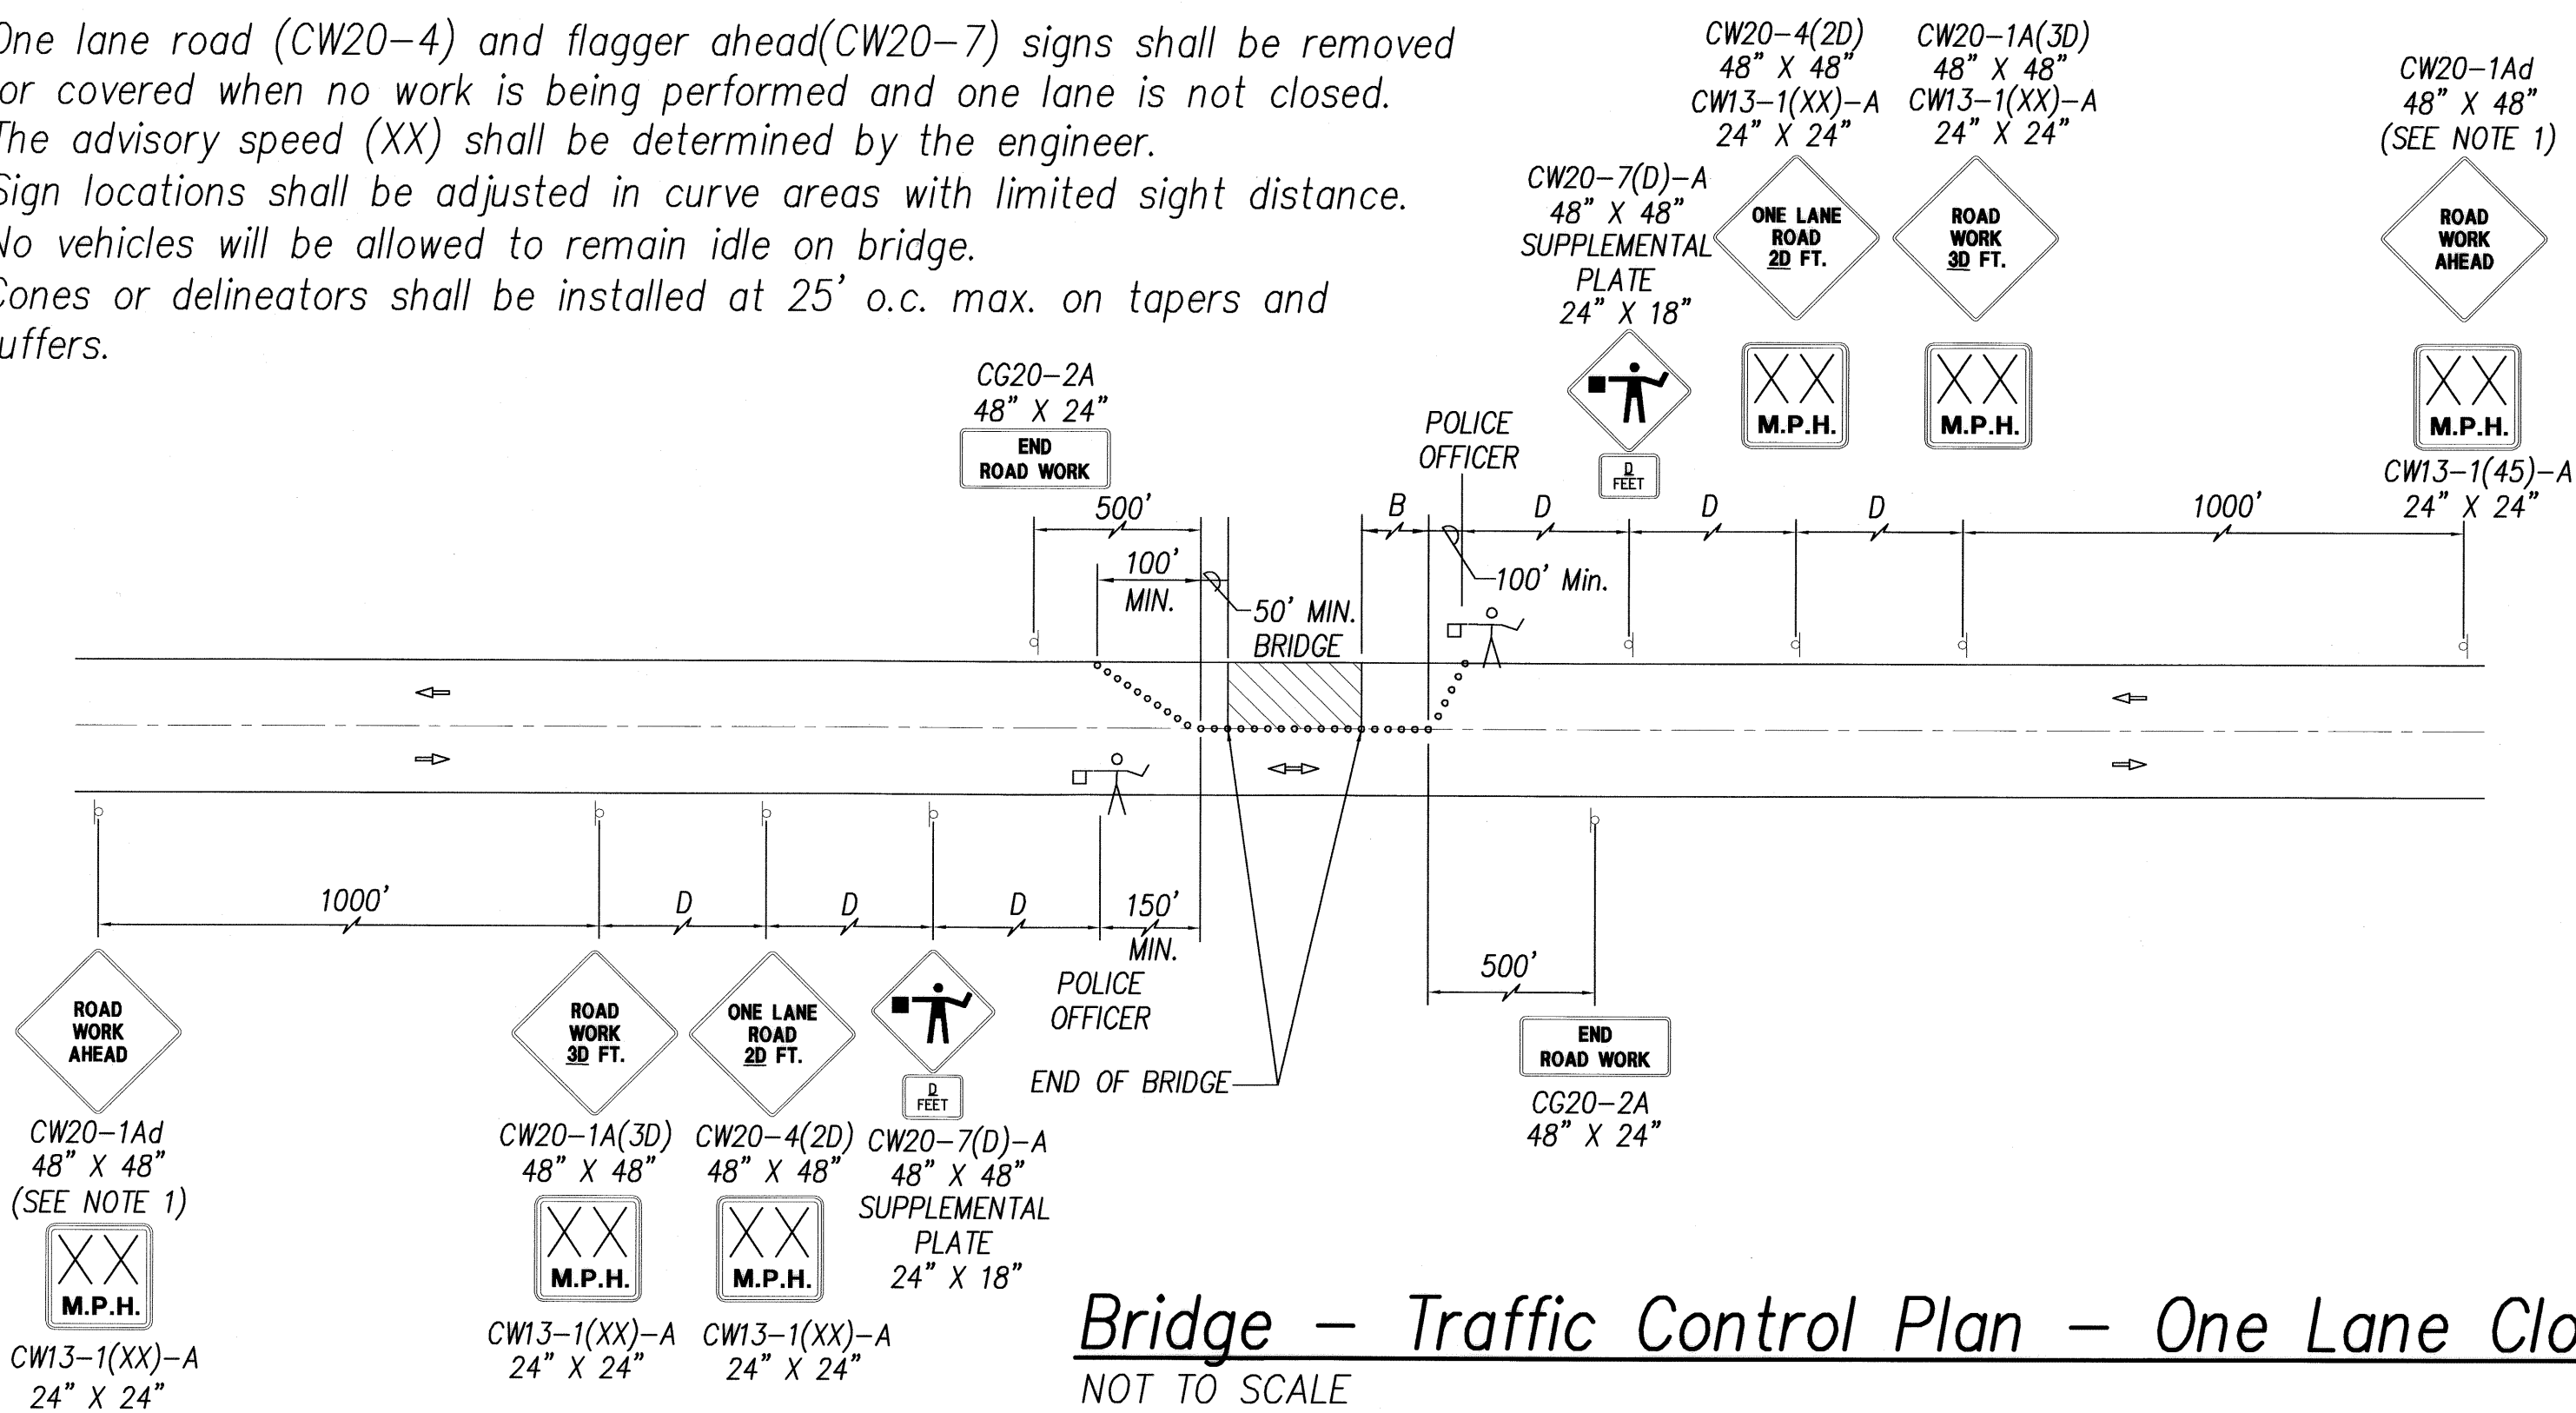 One lane road (CW20-4) and flagger ahead(CW20-7) signs shall be removed
or covered when no work is being performed and one lane is not closed.
The advisory speed (XX) shall be determined by the engineer.
Sign locations shall be adjusted in curve areas with limited sight distance.
No vehicles will be allowed to remain idle on bridge.
Cones or delineators shall be installed at 25' o.c. max. on tapers and
uffers.
CW20-4(2D)
48" X 48"
CW13-1(XX)-A
24" X 24"
CW20-1A(3D)
48" X 48"
CW13-1(XX)-A
24" X 24"
CW20-1Ad
48" X 48"
(SEE NOTE 1)
CW20-7(D)-A
48" X 48"
SUPPLEMENTAL
PLATE
24" X 18"
ONE LANE
ROAD
2D FT.
ROAD
WORK
3D FT.
ROAD
WORK
AHEAD
XX
M.P.H.
XX
M.P.H.
XX
M.P.H.
CW13-1(45)-A
24" X 24"
D
FEET
CG20-2A
48" X 24"
END
ROAD WORK
POLICE
OFFICER
500'
B
D
D
D
1000'
100'
MIN.
50' MIN.
BRIDGE
100' Min.
1000'
D
D
D
150'
MIN.
POLICE
OFFICER
500'
END OF BRIDGE
END
ROAD WORK
CG20-2A
48" X 24"
ROAD
WORK
AHEAD
CW20-1Ad
48" X 48"
(SEE NOTE 1)
XX
M.P.H.
CW13-1(XX)-A
24" X 24"
ROAD
WORK
3D FT.
CW20-1A(3D)
48" X 48"
XX
M.P.H.
CW13-1(XX)-A
24" X 24"
ONE LANE
ROAD
2D FT.
CW20-4(2D)
48" X 48"
XX
M.P.H.
CW13-1(XX)-A
24" X 24"
D
FEET
CW20-7(D)-A
48" X 48"
SUPPLEMENTAL
PLATE
24" X 18"
Bridge - Traffic Control Plan - One Lane Clo
NOT TO SCALE